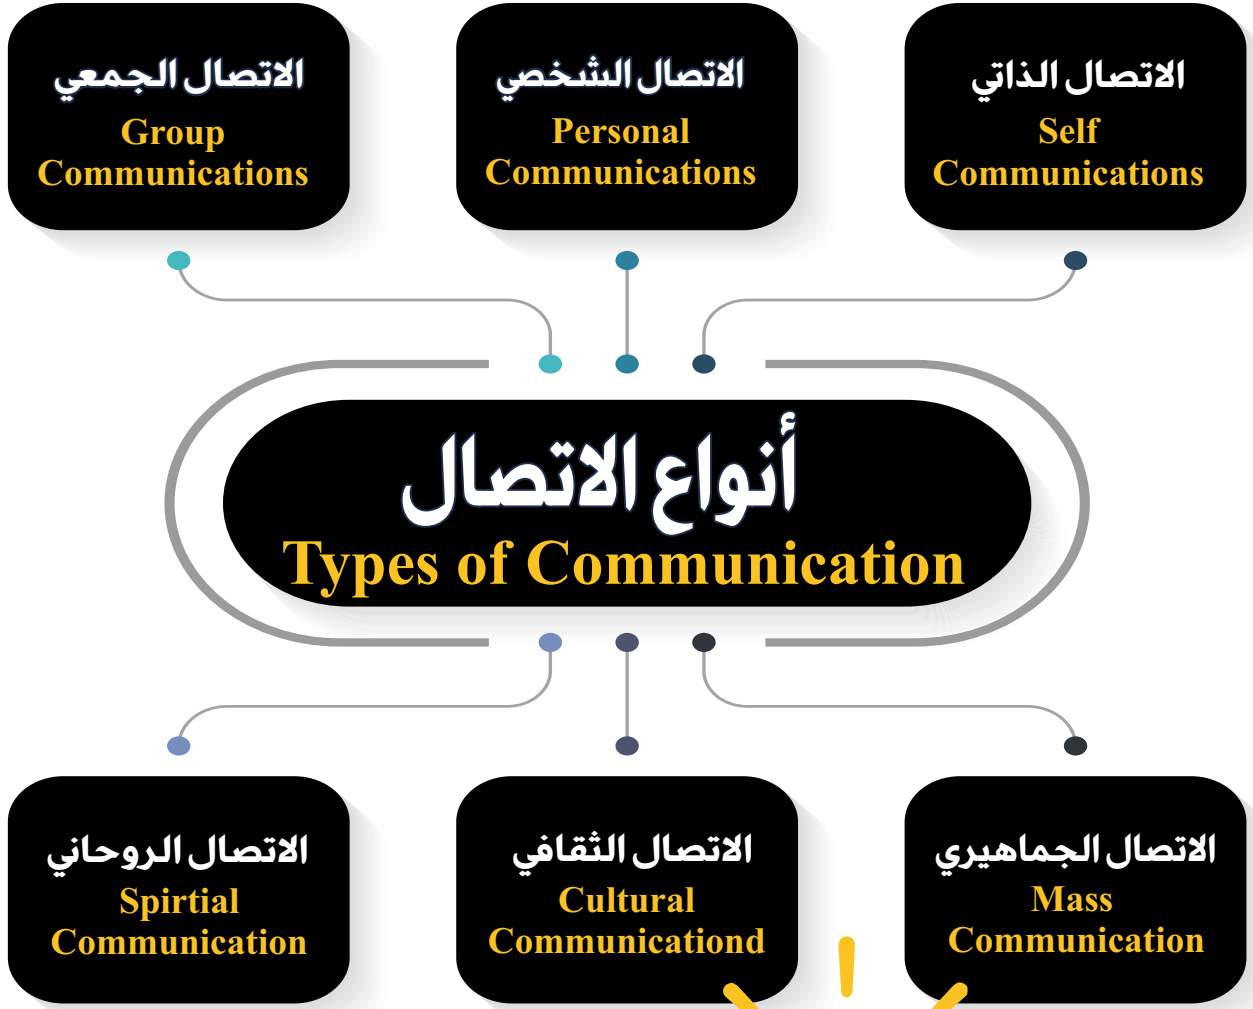 الاتصال الذاتي
Self
Communications
الاتصال الشخصي
Personal
Communications
الاتصال الجمعي
Group
Communications
أنواع الاتصال
Types of Communication
الاتصال الجماهيري
Mass
Communication
الاتصال الثقافي
Cultural
Communicationd
الاتصال الروحاني
Spirtial
Communication